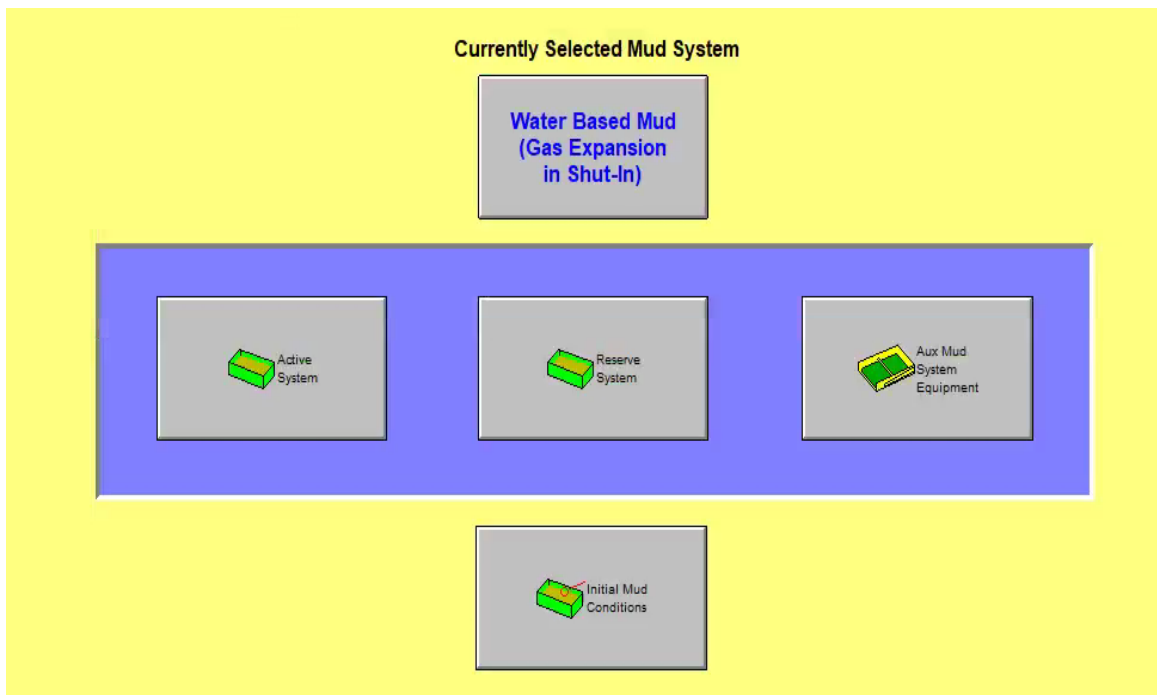 Currently Selected Mud System
Water Based Mud
(Gas Expansion
in Shut-In)
Active
System
Reserve
System
Aux Mud
System
Equipment
Initial Mud
Conditions